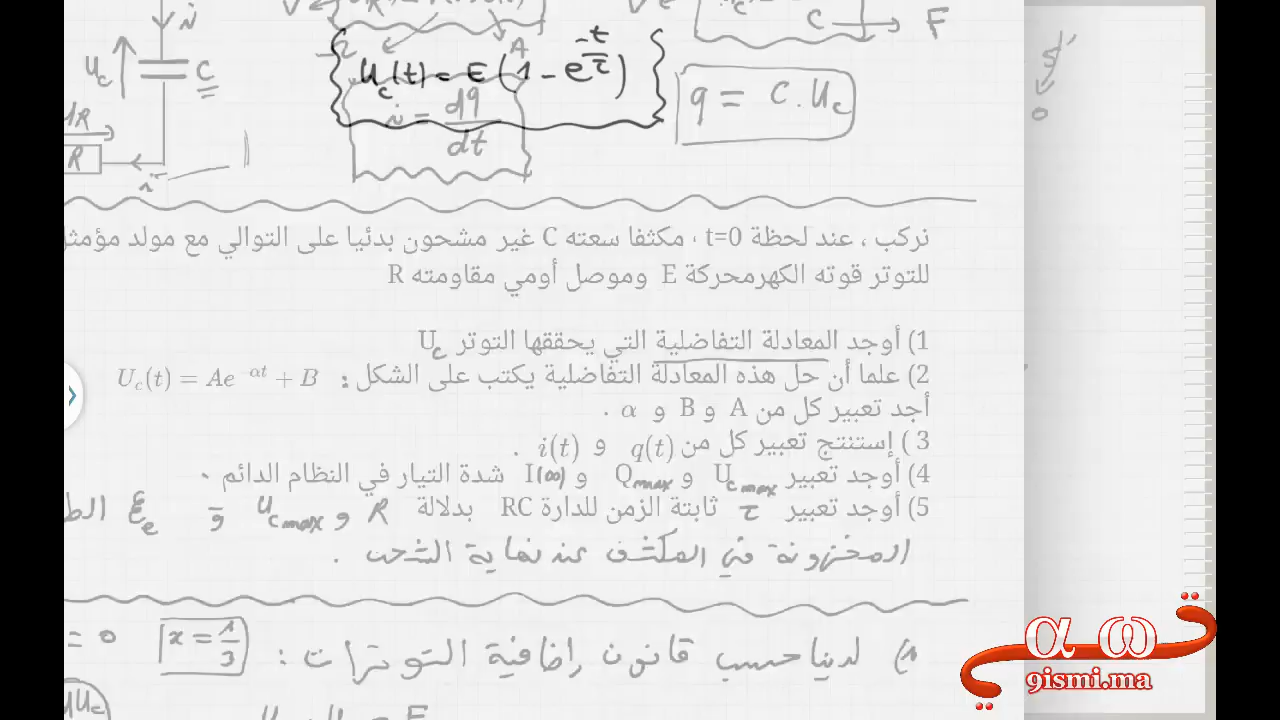 F
C
U_c(t) = E (1 - e^{-t/τ})
U_c
C
q = C.U_c
i = dq/dt
R
نركب ، عند لحظة t=0 ، مكثفا سعته C غير مشحون بدئيا على التوالي مع مولد مؤمثل
للتوتر قوته الكهرمحركة E وموصل أومي مقاومته R
1) أوجد المعادلة التفاضلية التي يحققها التوتر U_c
2) علما أن حل هذه المعادلة التفاضلية يكتب على الشكل : U_c(t) = Ae^{-αt} + B
أجد تعبير كل من A و B و α .
3 ) إستنتج تعبير كل من q(t) و i(t) .
4) أوجد تعبير U_cmax و Q_max و I(∞) شدة التيار في النظام الدائم .
5) أوجد تعبير τ ثابتة الزمن للدارة RC بدلالة R و U_cmax و ξ_e
المخزونة في المكثف عند نهاية الشحن .
1) لدينا حسب قانون إضافية التوترات : x = 1/3 = 0
α ω
9ismi.ma